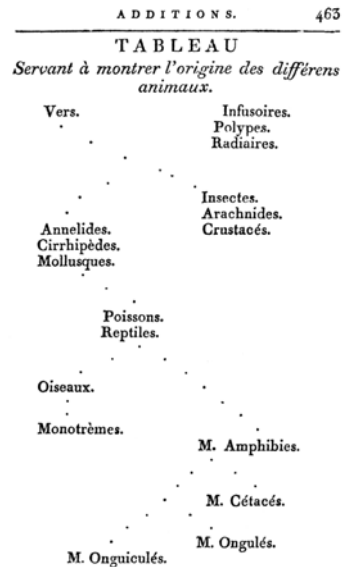 ADDITIONS. 463
TABLEAU
Servant à montrer l'origine des différens
animaux.
Vers. Infusoires.
Polypes.
Radiaires.
Insectes.
Arachnides.
Annelides. Crustacés.
Cirrhipèdes.
Mollusques.
Poissons.
Reptiles.
Oiseaux.
Monotrèmes.
M. Amphibies.
M. Cétacés.
M. Ongulés.
M. Onguiculés.